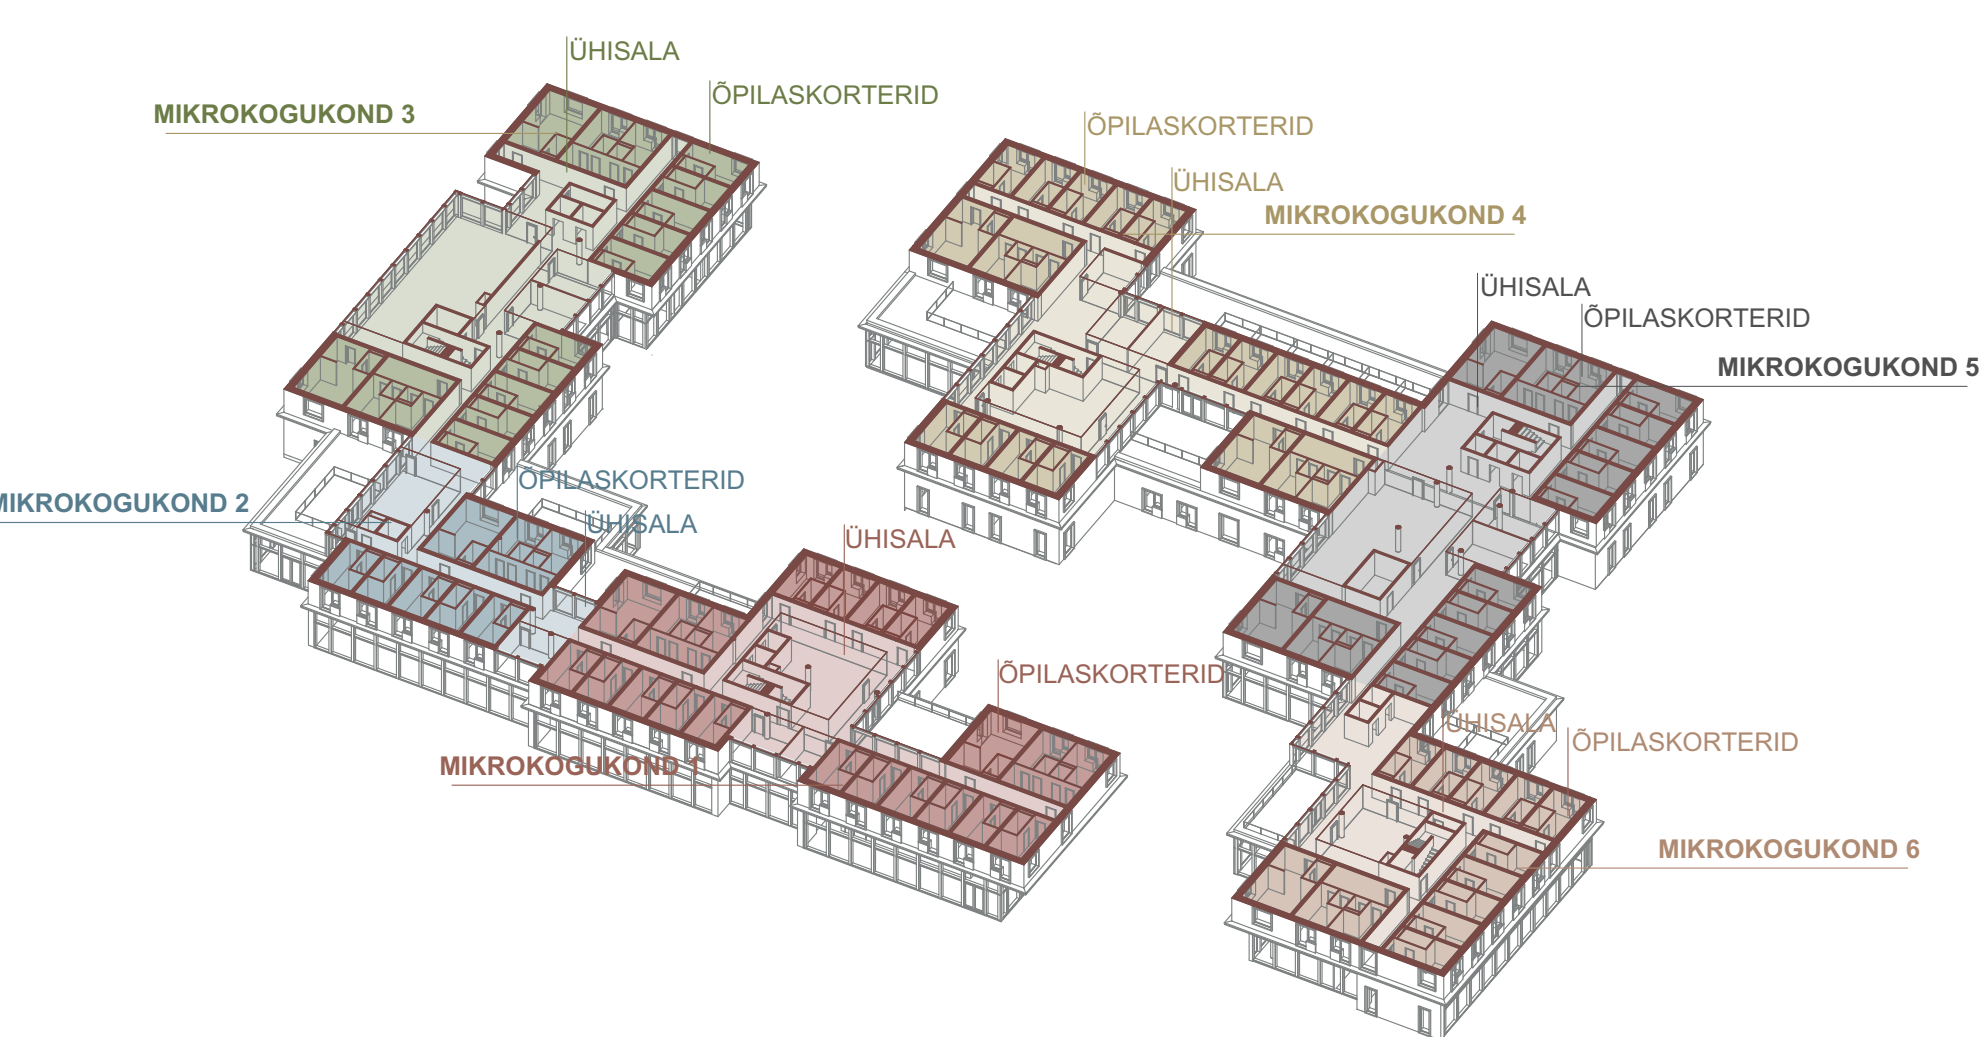 ÜHISALA
ÕPILASKORTERID
MIKROKOGUKOND 3
ÕPILASKORTERID
ÜHISALA
MIKROKOGUKOND 4
ÜHISALA
ÕPILASKORTERID
MIKROKOGUKOND 5
ÕPILASKORTERID
MIKROKOGUKOND 2
ÜHISALA
ÜHISALA
ÕPILASKORTERID
MIKROKOGUKOND 1
ÜHISALA
ÕPILASKORTERID
MIKROKOGUKOND 6